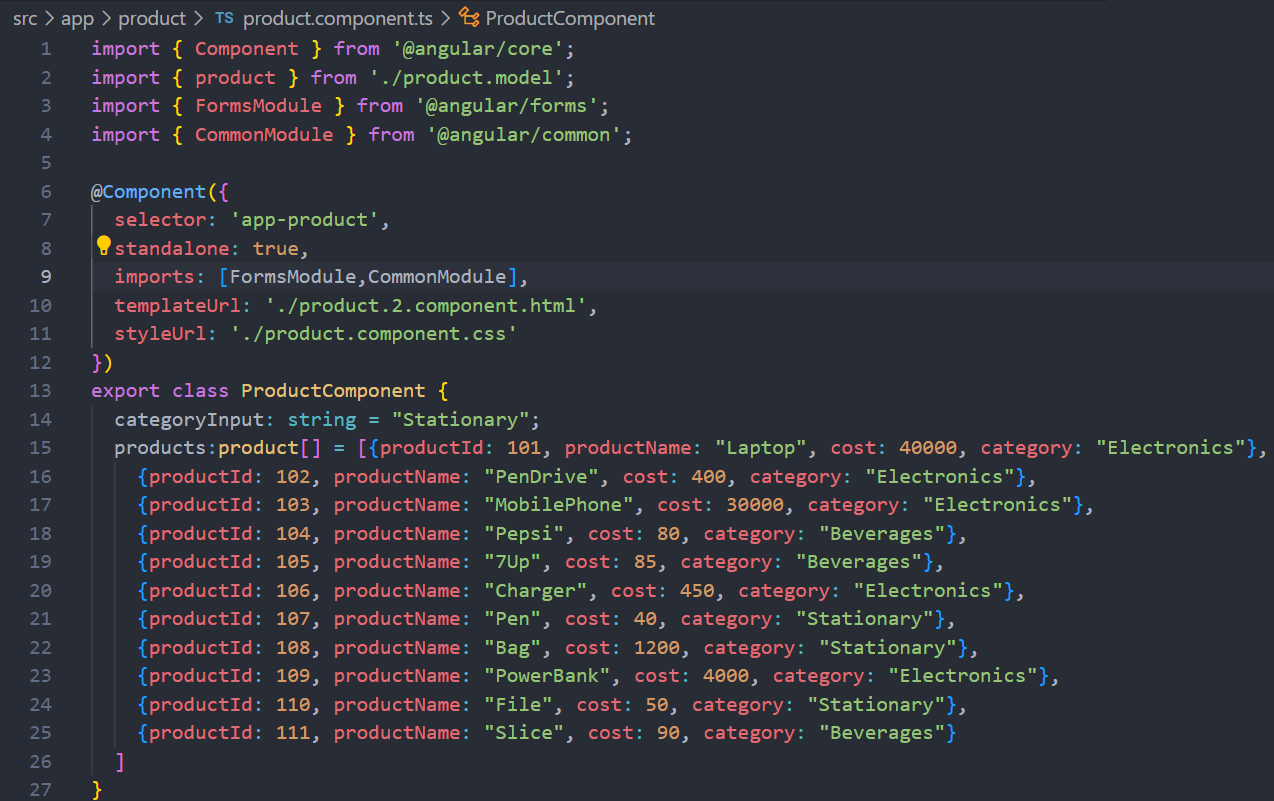 src > app > product > TS product.component.ts > ProductComponent
1 import { Component } from '@angular/core';
2 import { product } from './product.model';
3 import { FormsModule } from '@angular/forms';
4 import { CommonModule } from '@angular/common';
5
6 @Component({
7   selector: 'app-product',
8   standalone: true,
9   imports: [FormsModule,CommonModule],
10   templateUrl: './product.2.component.html',
11   styleUrl: './product.component.css'
12 })
13 export class ProductComponent {
14   categoryInput: string = "Stationary";
15   products:product[] = [{productId: 101, productName: "Laptop", cost: 40000, category: "Electronics"},
16     {productId: 102, productName: "PenDrive", cost: 400, category: "Electronics"},
17     {productId: 103, productName: "MobilePhone", cost: 30000, category: "Electronics"},
18     {productId: 104, productName: "Pepsi", cost: 80, category: "Beverages"},
19     {productId: 105, productName: "7Up", cost: 85, category: "Beverages"},
20     {productId: 106, productName: "Charger", cost: 450, category: "Electronics"},
21     {productId: 107, productName: "Pen", cost: 40, category: "Stationary"},
22     {productId: 108, productName: "Bag", cost: 1200, category: "Stationary"},
23     {productId: 109, productName: "PowerBank", cost: 4000, category: "Electronics"},
24     {productId: 110, productName: "File", cost: 50, category: "Stationary"},
25     {productId: 111, productName: "Slice", cost: 90, category: "Beverages"}
26   ]
27 }